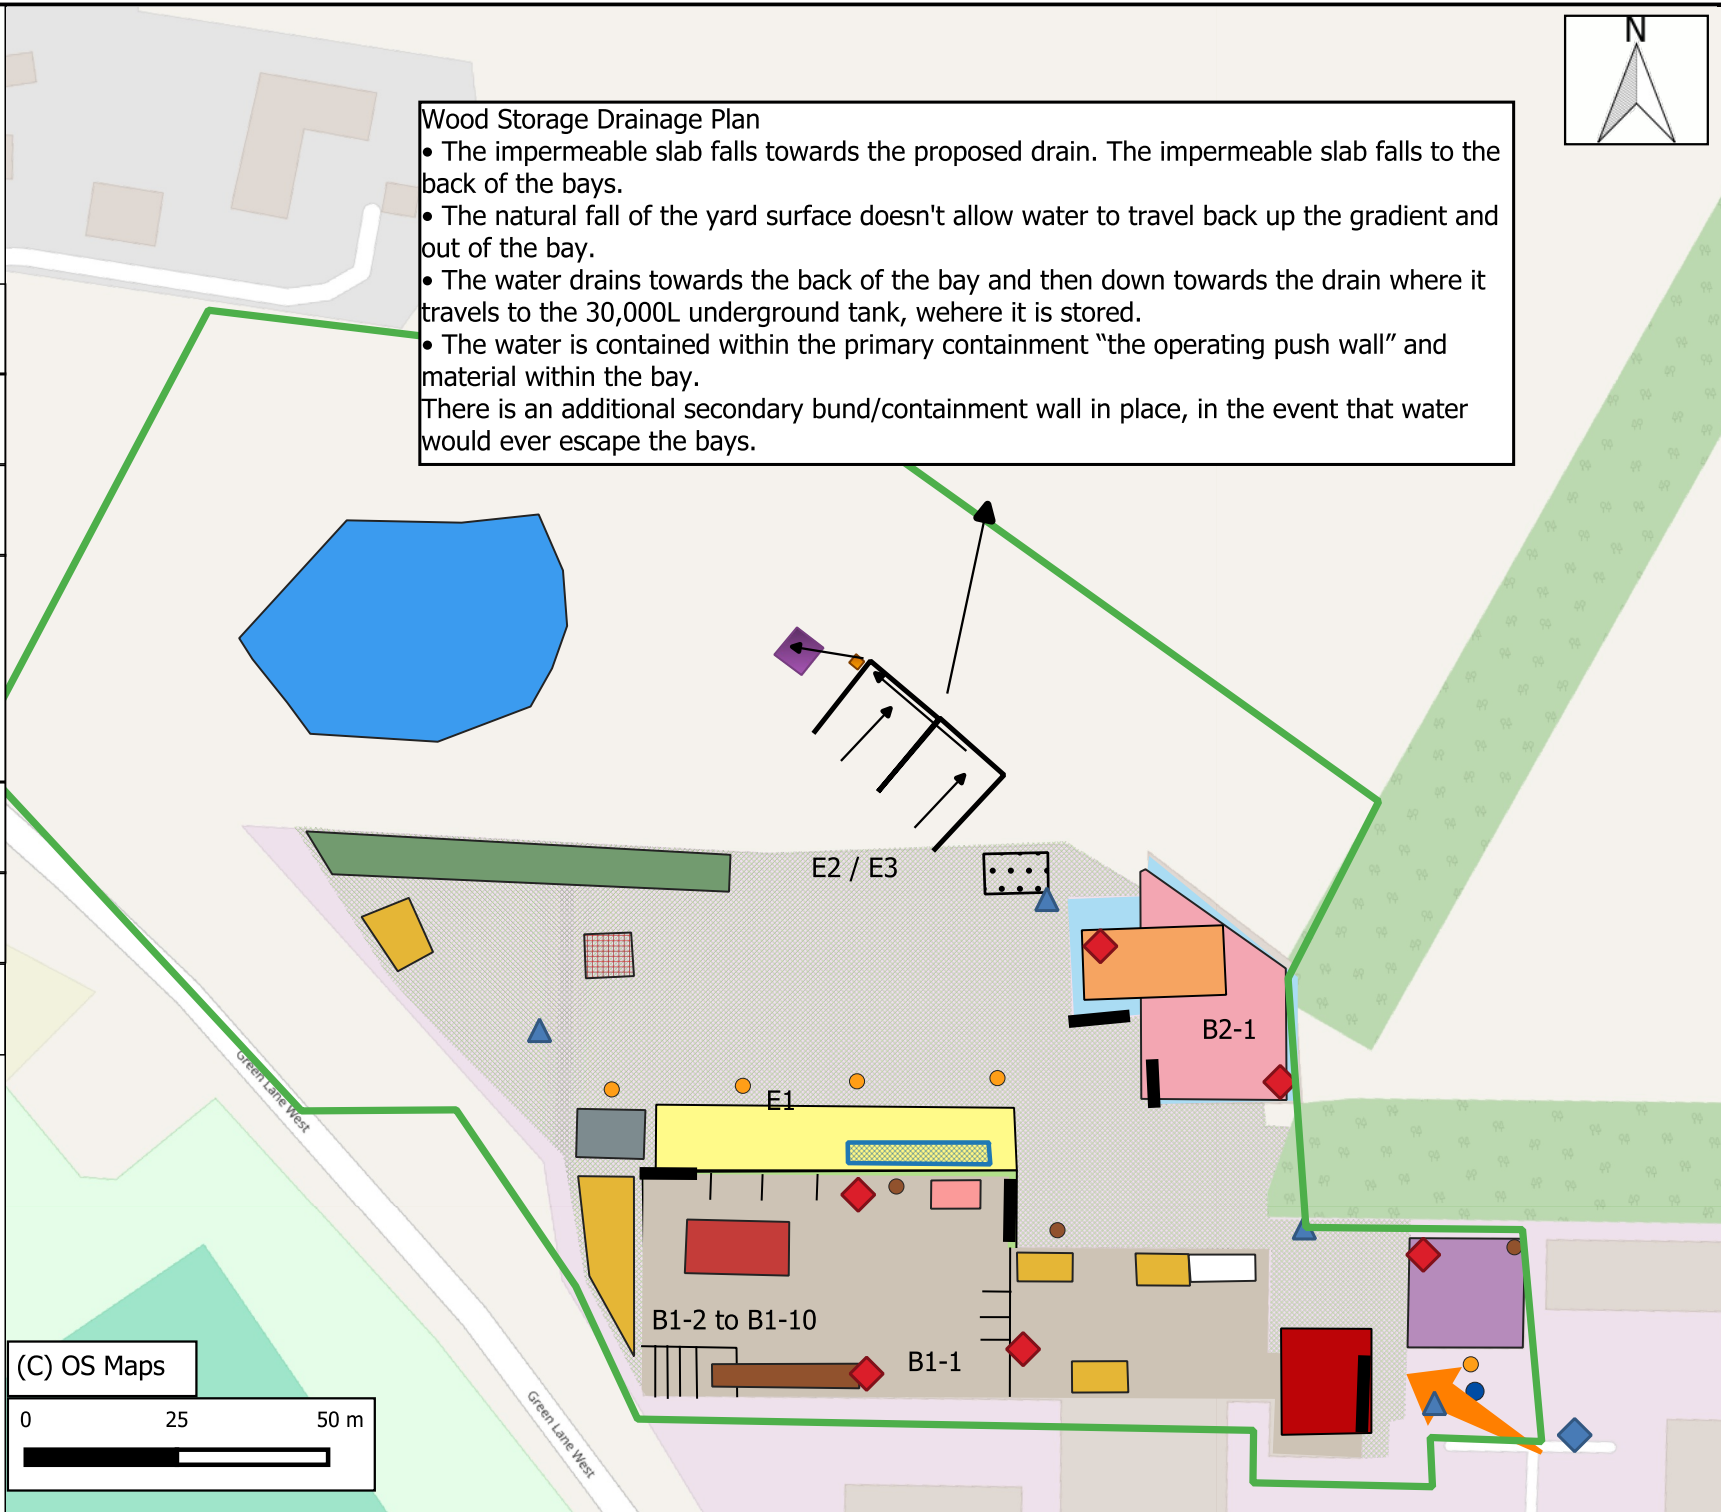 N
Wood Storage Drainage Plan
• The impermeable slab falls towards the proposed drain. The impermeable slab falls to the
back of the bays.
• The natural fall of the yard surface doesn't allow water to travel back up the gradient and
out of the bay.
• The water drains towards the back of the bay and then down towards the drain where it
travels to the 30,000L underground tank, wehere it is stored.
• The water is contained within the primary containment “the operating push wall” and
material within the bay.
There is an additional secondary bund/containment wall in place, in the event that water
would ever escape the bays.
E2 / E3
B2-1
Green Lane West
E1
B1-2 to B1-10
B1-1
(C) OS Maps
Green Lane West
0 25 50 m